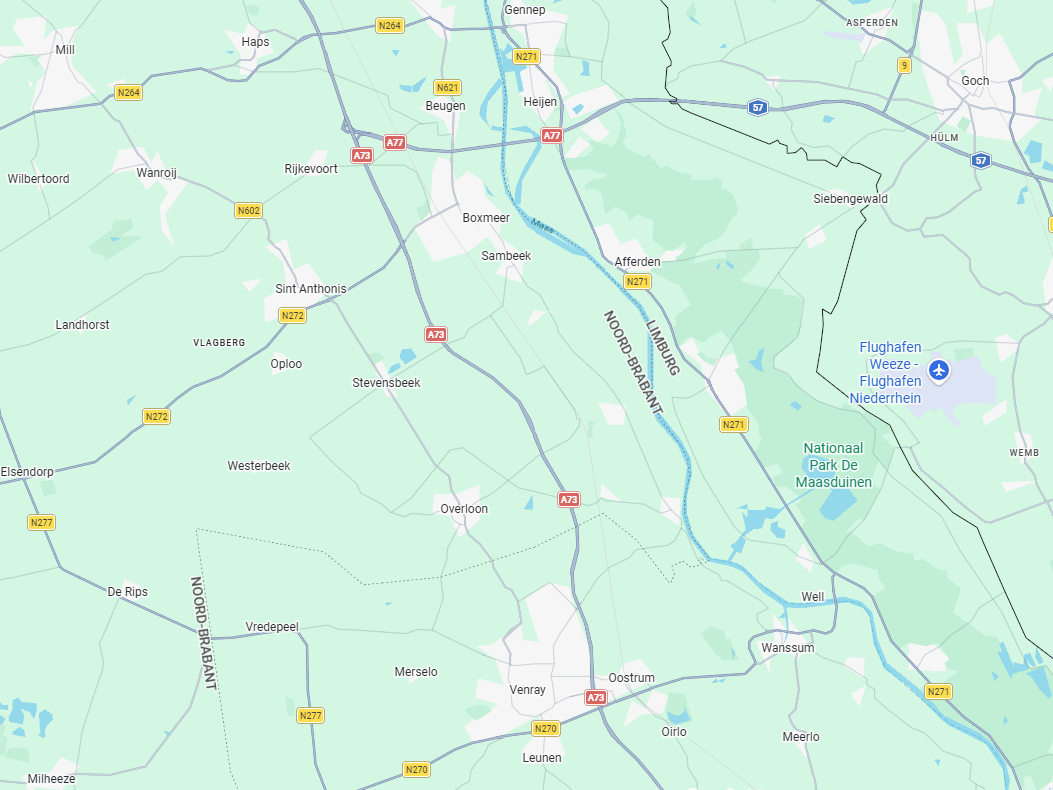 Gennep
ASPERDEN
N264
Haps
Mill
N271
9
Goch
N621
N264
Heijen
Beugen
57
A77
HÜLM
A77
A73
57
Rijkevoort
Wanroij
Wilbertoord
Siebengewald
N602
Boxmeer
Maas
Sambeek
Afferden
N271
Sint Anthonis
N272
Landhorst
A73
VLAGBERG
NOORD-BRABANT
LIMBURG
Flughafen
Weeze -
Flughafen
Niederrhein
Oploo
Stevensbeek
N272
N271
Nationaal
Park De
Maasduinen
WEMB
Westerbeek
Elsendorp
A73
Overloon
N277
De Rips
NOORD-BRABANT
Well
Vredepeel
Wanssum
Merselo
Oostrum
Venray
A73
N271
N277
N270
Oirlo
Meerlo
Leunen
N270
Milheeze